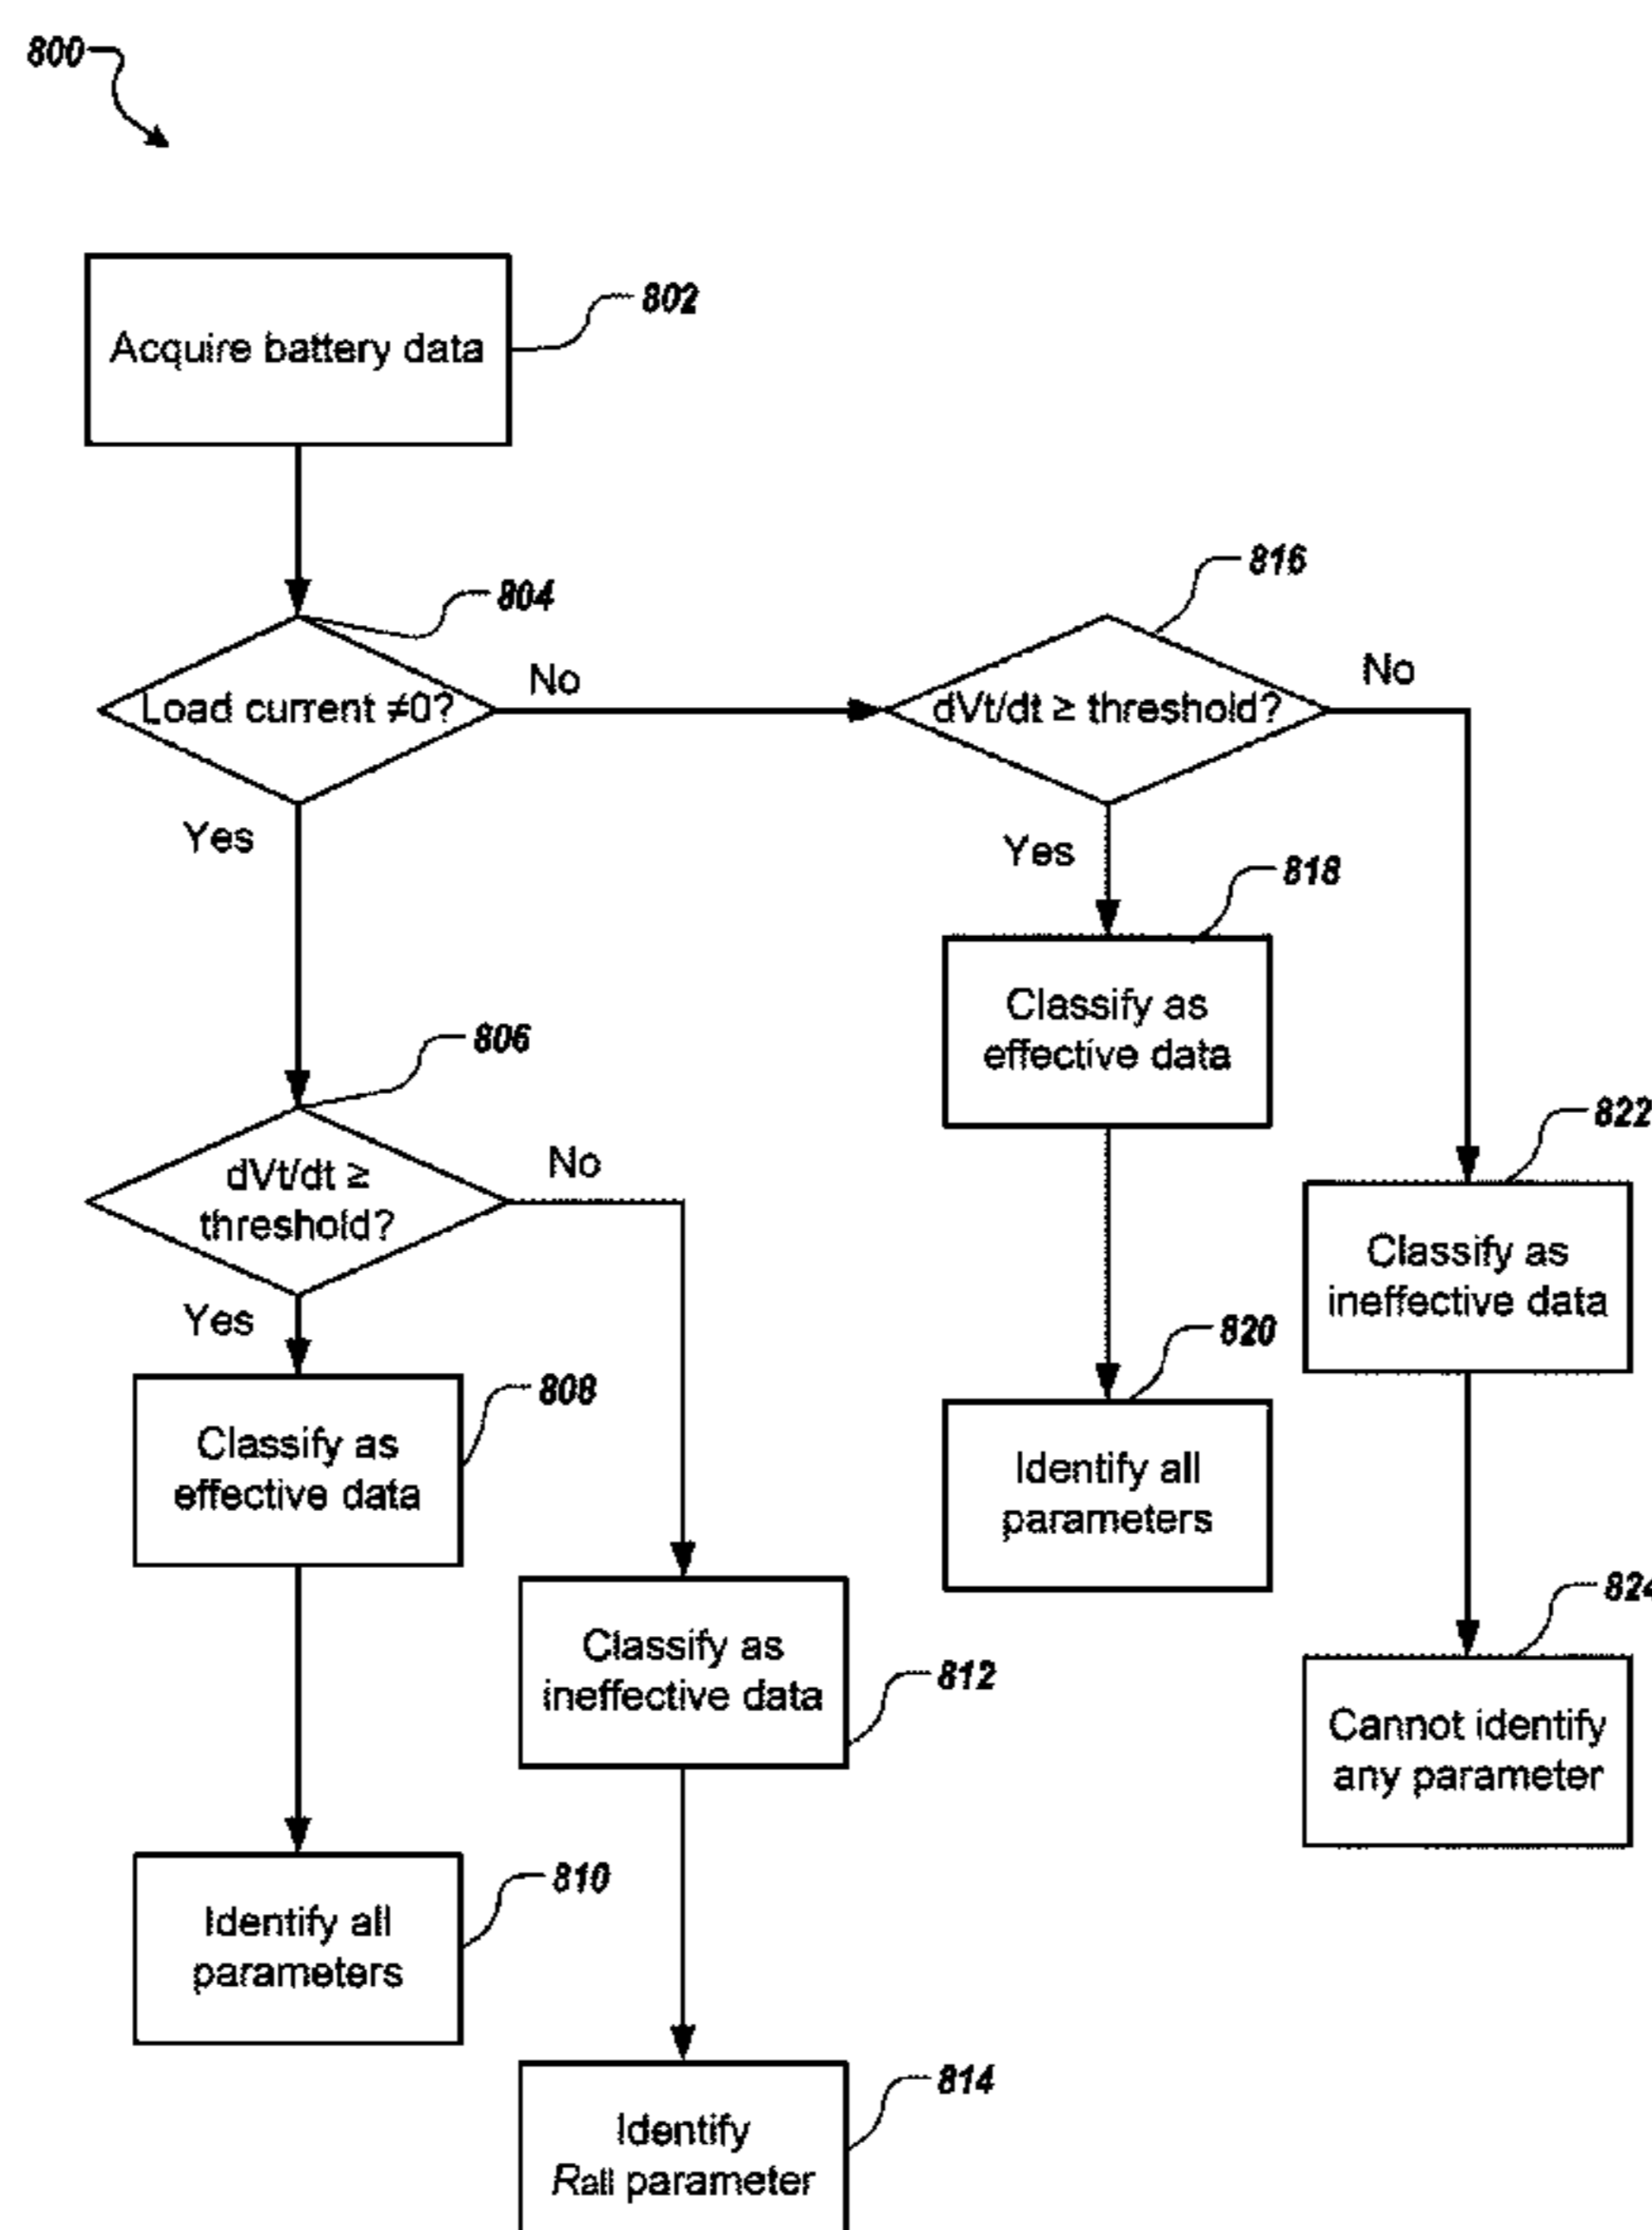 800
Acquire battery data
802
804
Load current ≠0?
No
Yes
816
dVt/dt ≥ threshold?
No
Yes
818
Classify as
effective data
820
Identify all
parameters
822
Classify as
ineffective data
824
Cannot identify
any parameter
806
dVt/dt ≥
threshold?
No
Yes
808
Classify as
effective data
810
Identify all
parameters
812
Classify as
ineffective data
814
Identify
Rall parameter